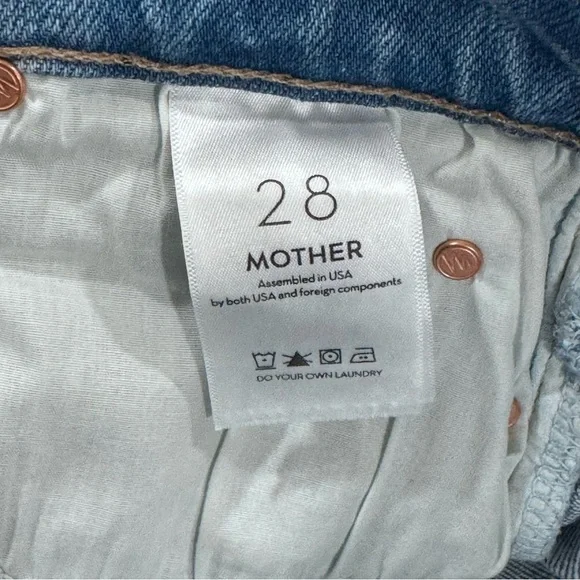 28
MOTHER
Assembled in USA
by both USA and foreign components
DO YOUR OWN LAUNDRY